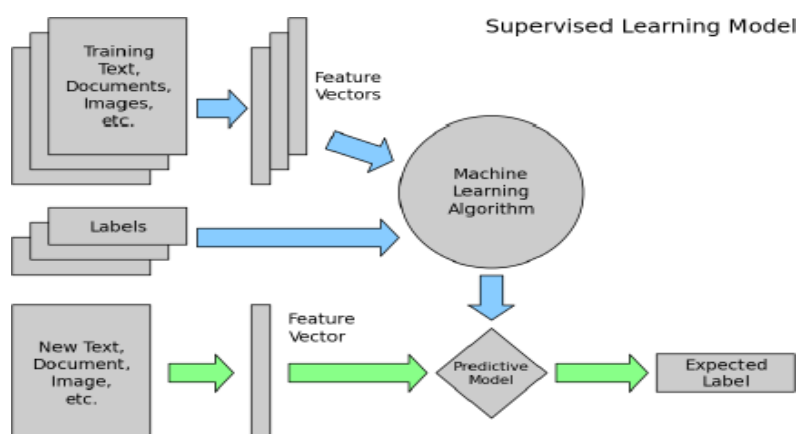 Supervised Learning Model
Training
Text,
Documents,
Images,
etc.
Feature
Vectors
Machine
Learning
Algorithm
Labels
New Text,
Document,
Image,
etc.
Feature
Vector
Predictive
Model
Expected
Label